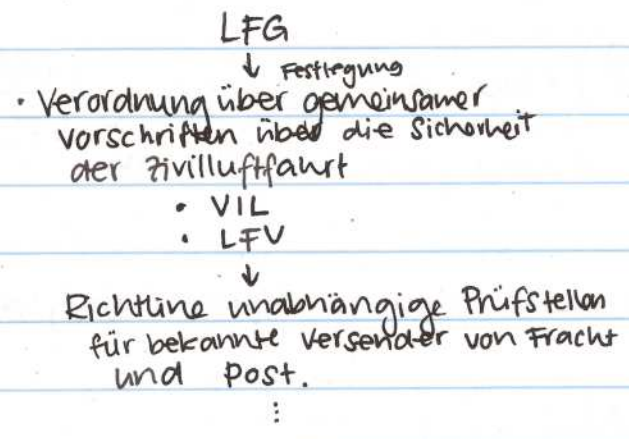 LFG
↓ Festlegung
• Verordnung über gemeinsamer
Vorschriften über die Sicherheit
der Zivilluftfahrt
• VIL
• LFV
↓
Richtline unabhängige Prüfstellen
für bekannte Versender von Fracht
und Post.
⋮